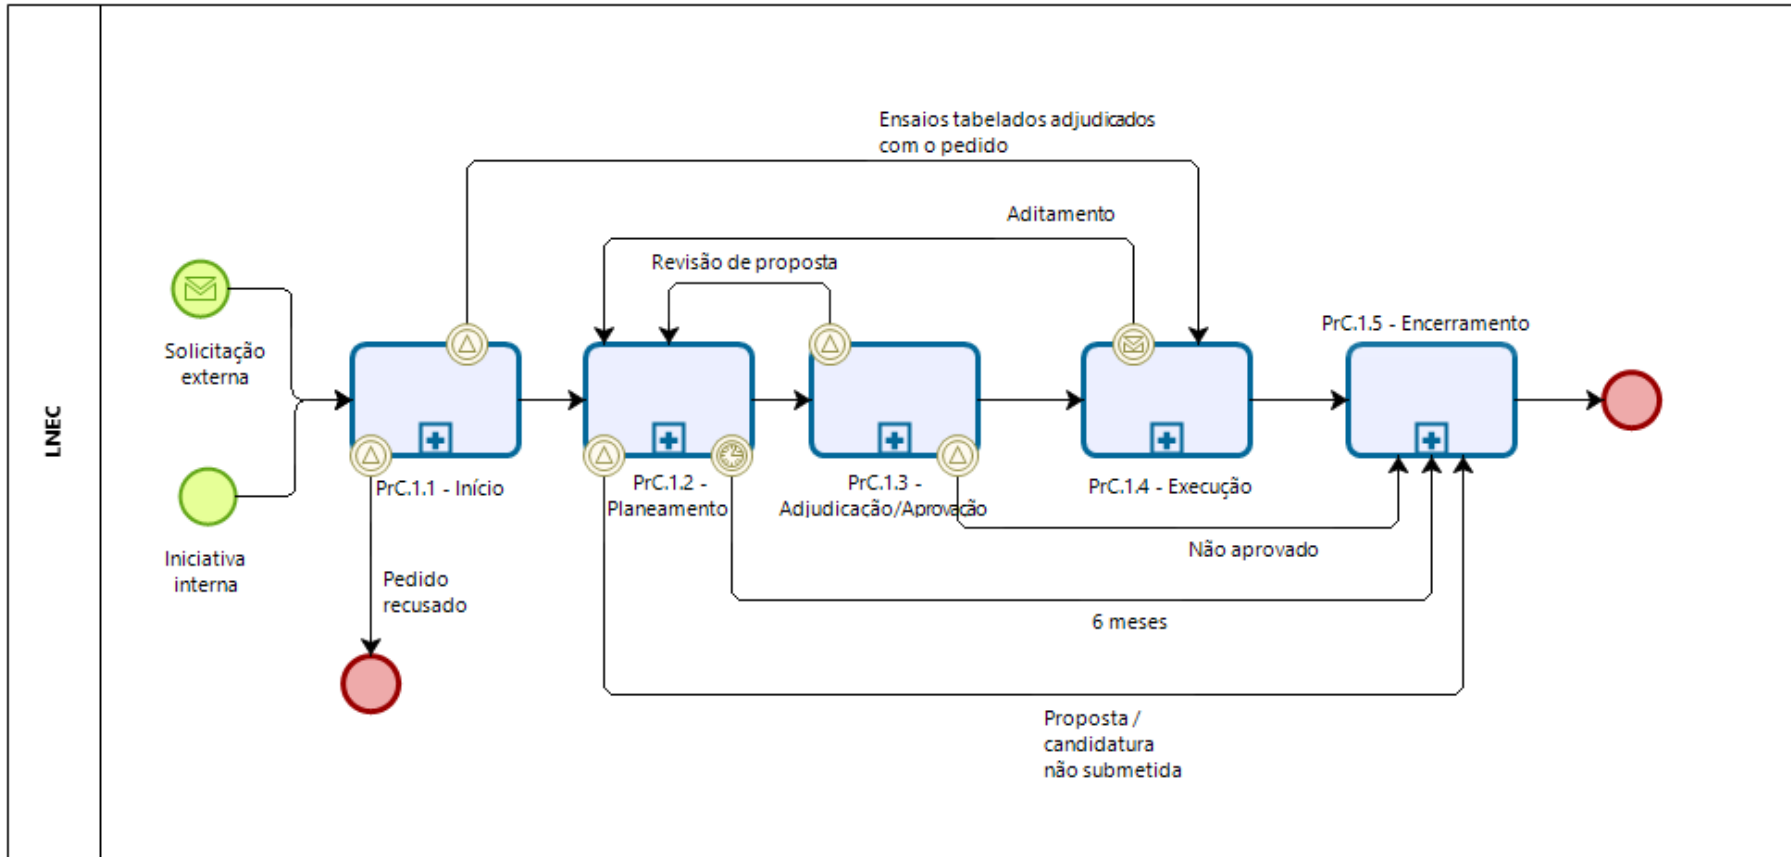 LNEC
Ensaios tabelados adjudicados
com o pedido
Aditamento
Revisão de proposta
Solicitação
externa
Iniciativa
interna
PrC.1.1 - Início
Pedido
recusado
PrC.1.2 -
Planeamento
PrC.1.3 -
Adjudicação/Aprovação
PrC.1.4 - Execução
PrC.1.5 - Encerramento
Não aprovado
6 meses
Proposta /
candidatura
não submetida